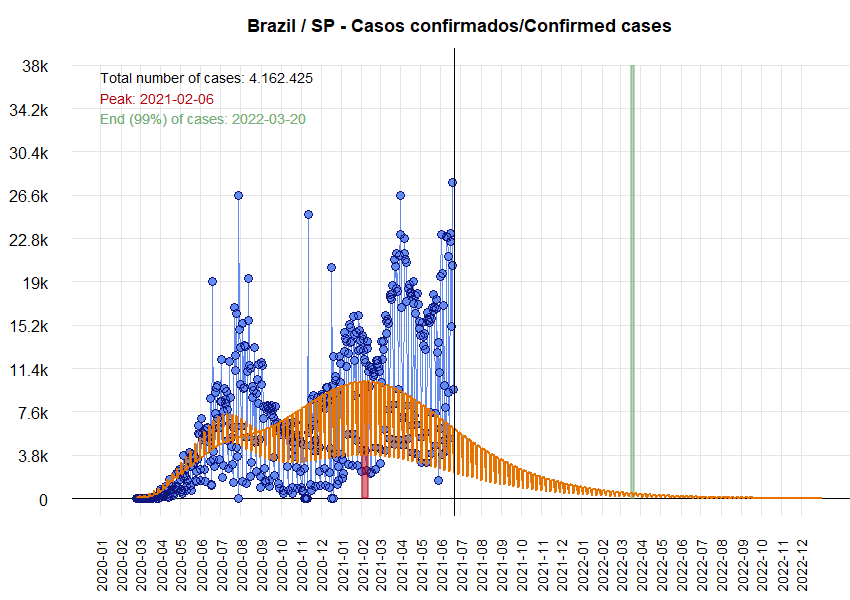 Brazil / SP - Casos confirmados/Confirmed cases
38k
Total number of cases: 4.162.425
Peak: 2021-02-06
End (99%) of cases: 2022-03-20
34.2k
30.4k
26.6k
22.8k
19k
15.2k
11.4k
7.6k
3.8k
0
2020-01
2020-02
2020-03
2020-04
2020-05
2020-06
2020-07
2020-08
2020-09
2020-10
2020-11
2020-12
2021-01
2021-02
2021-03
2021-04
2021-05
2021-06
2021-07
2021-08
2021-09
2021-10
2021-11
2021-12
2022-01
2022-02
2022-03
2022-04
2022-05
2022-06
2022-07
2022-08
2022-09
2022-10
2022-11
2022-12